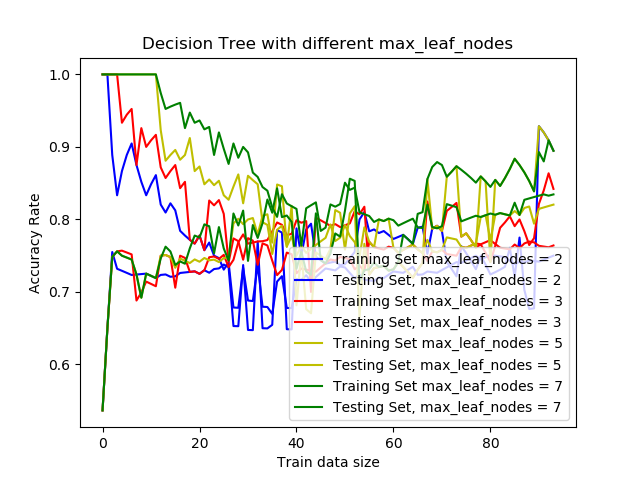 Decision Tree with different max_leaf_nodes
Accuracy Rate
1.0
0.9
0.8
0.7
0.6
0
20
40
60
80
Train data size
Training Set max_leaf_nodes = 2
Testing Set, max_leaf_nodes = 2
Training Set max_leaf_nodes = 3
Testing Set, max_leaf_nodes = 3
Training Set max_leaf_nodes = 5
Testing Set, max_leaf_nodes = 5
Training Set max_leaf_nodes = 7
Testing Set, max_leaf_nodes = 7